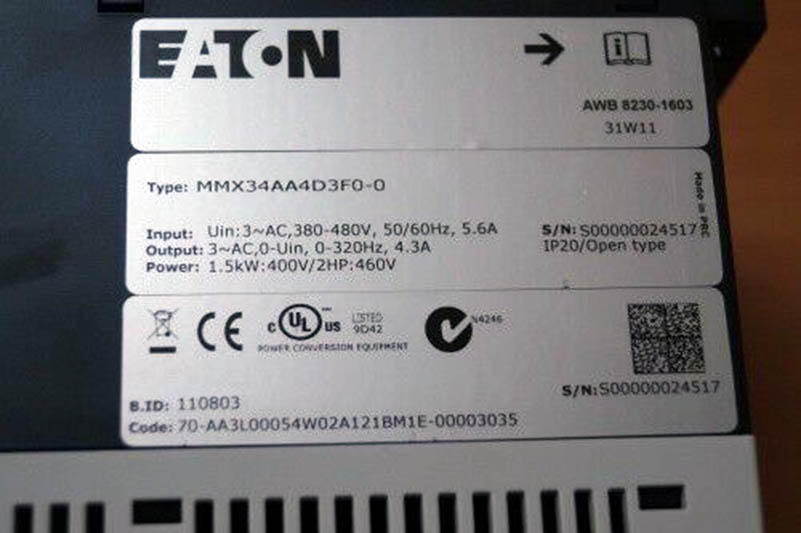 EATON
AWB 8230-1603
31W11
Type: MMX34AA4D3F0-0
Made in PRC
Input: Uin:3~AC,380-480V, 50/60Hz, 5.6A
Output: 3~AC,0-Uin, 0-320Hz, 4.3A
Power: 1.5kW:400V/2HP:460V
S/N: S00000024517
IP20/Open type
CE
c UL us LISTED
9D42
POWER CONVERSION EQUIPMENT
N4246
S/N:S00000024517
B.ID: 110803
Code: 70-AA3L00054W02A121BM1E-00003035